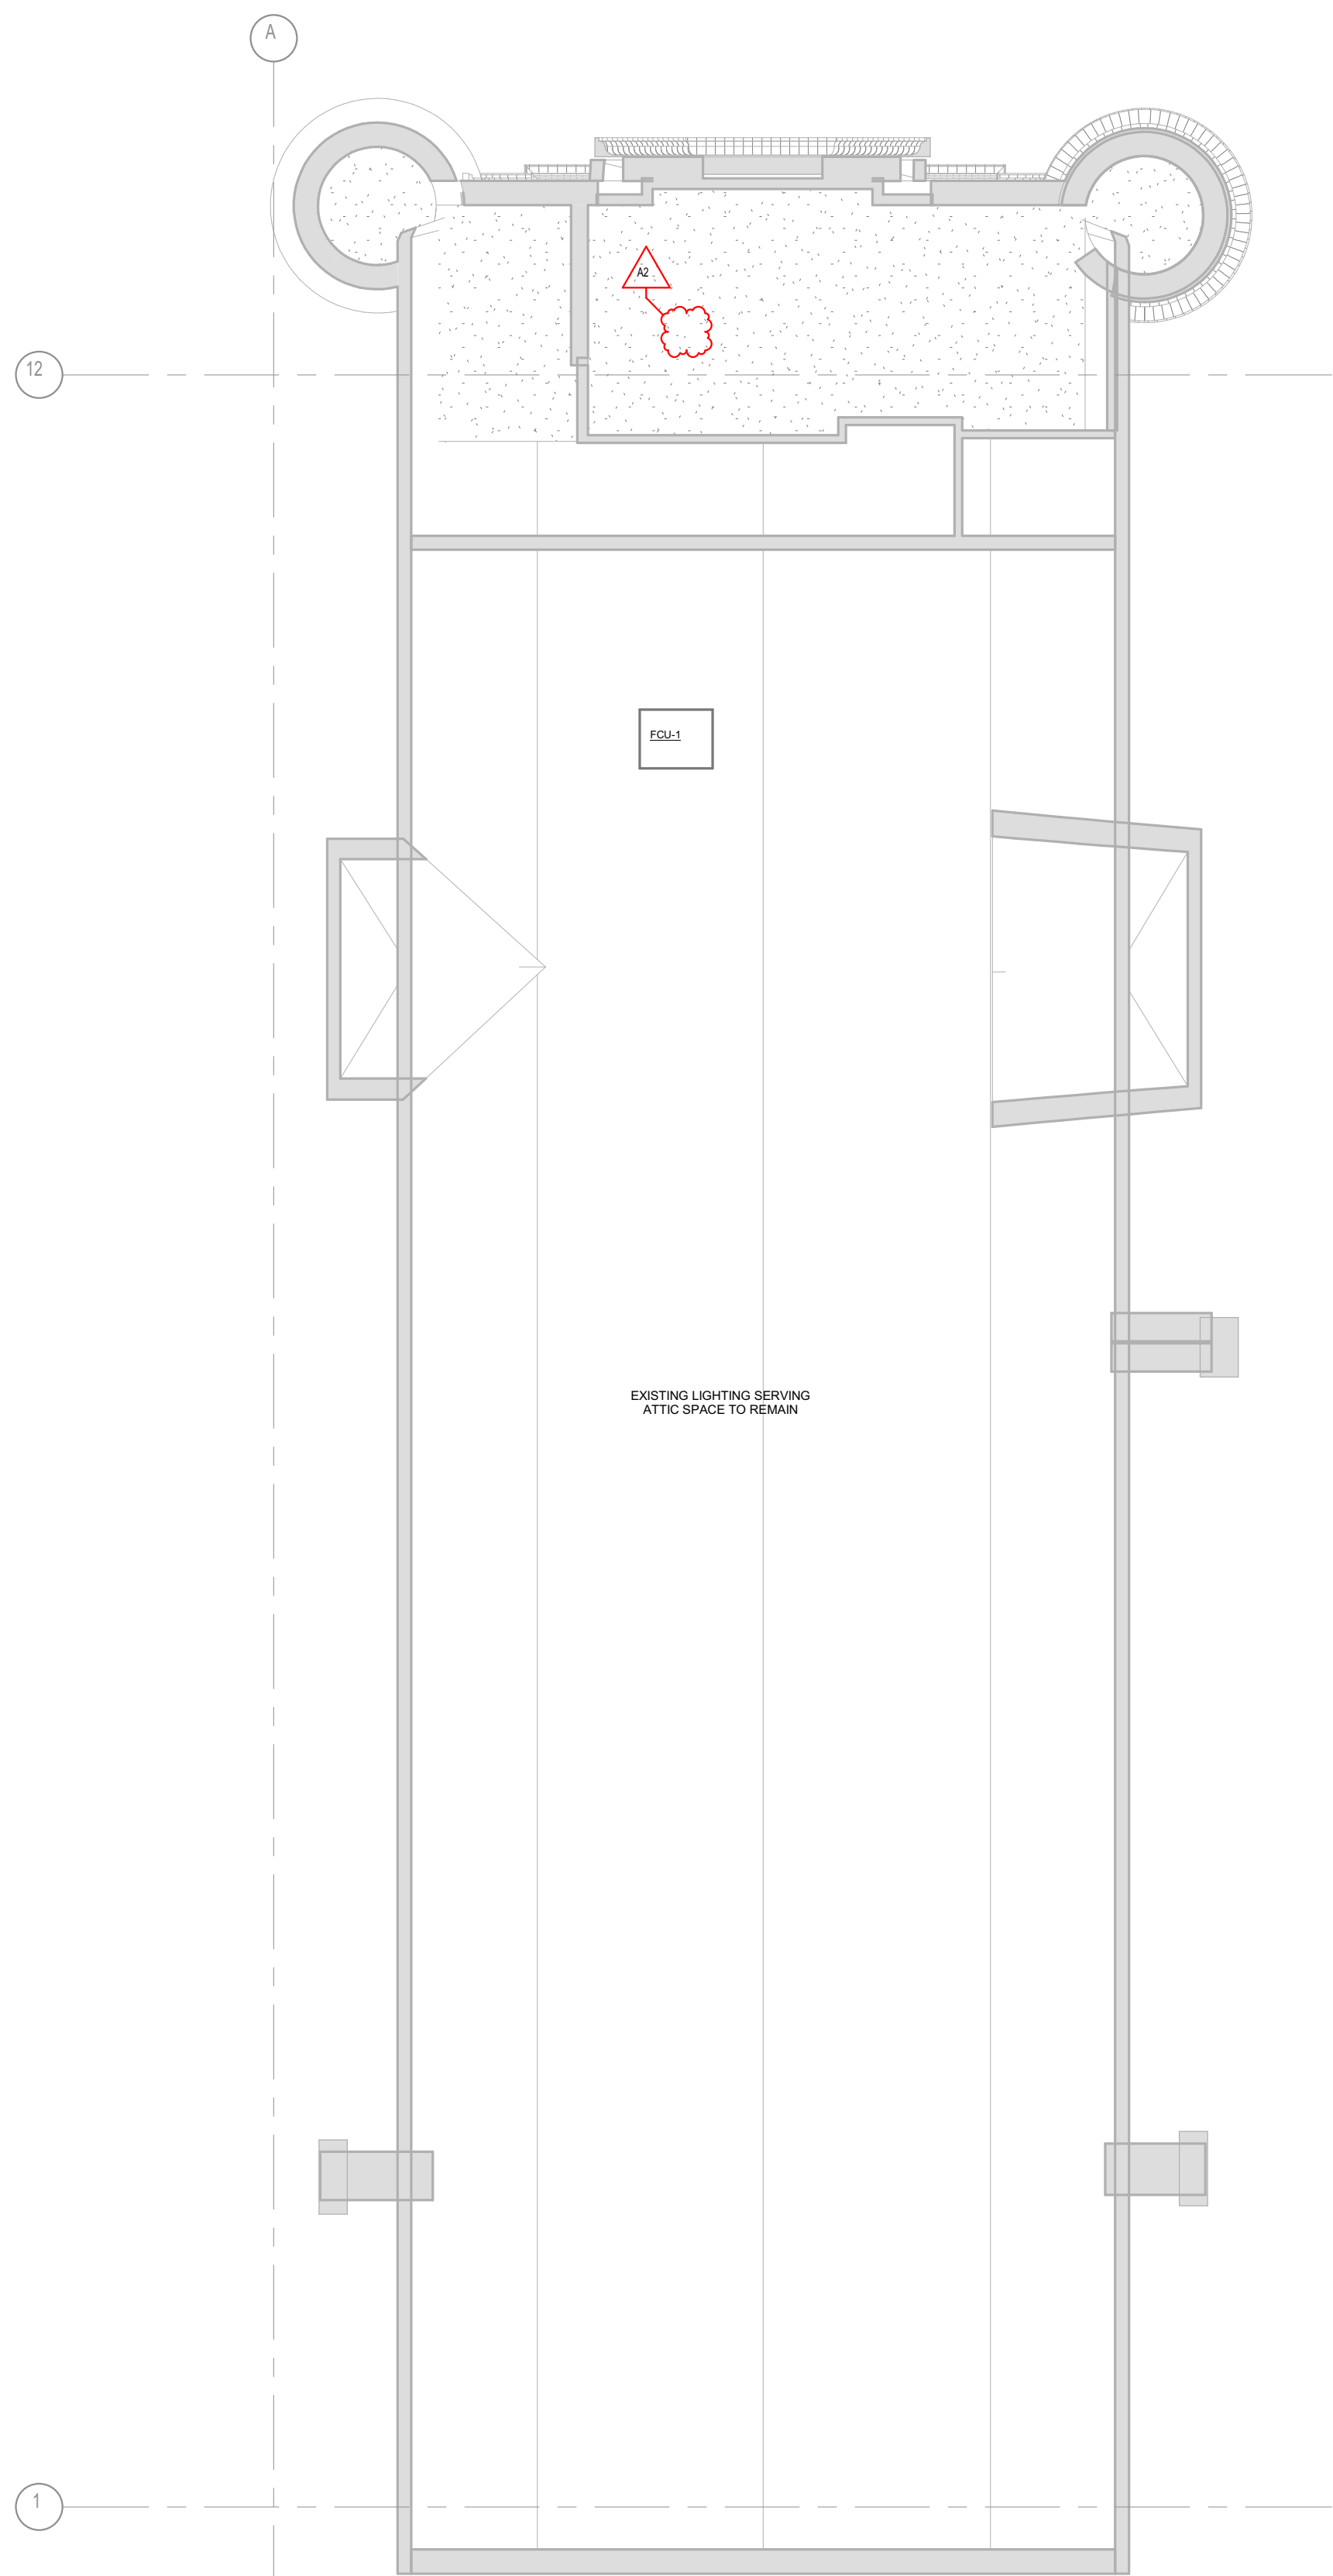 A
A2
12
FCU-1
EXISTING LIGHTING SERVING
ATTIC SPACE TO REMAIN
1